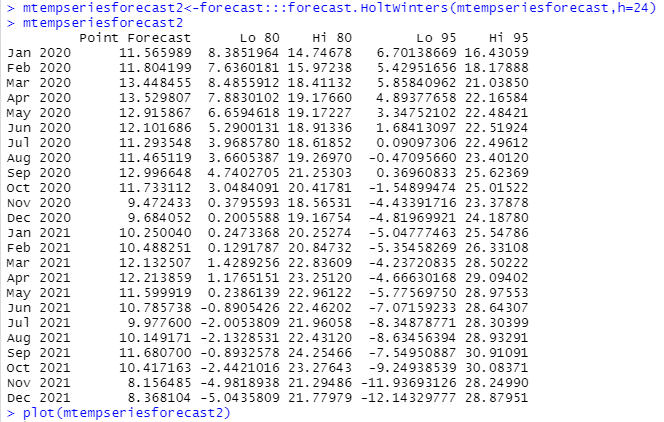 > mtempseriesforecast2<-forecast:::forecast.HoltWinters(mtempseriesforecast,h=24)
> mtempseriesforecast2
Point Forecast Lo 80 Hi 80 Lo 95 Hi 95
Jan 2020 11.565989 8.3851964 14.74678 6.70138669 16.43059
Feb 2020 11.804199 7.6360181 15.97238 5.42951656 18.17888
Mar 2020 13.448455 8.4855912 18.41132 5.85840962 21.03850
Apr 2020 13.529807 7.8830102 19.17660 4.89377658 22.16584
May 2020 12.915867 6.6594618 19.17227 3.34752102 22.48421
Jun 2020 12.101686 5.2900131 18.91336 1.68413097 22.51924
Jul 2020 11.293548 3.9685780 18.61852 0.09097306 22.49612
Aug 2020 11.465119 3.6605387 19.26970 -0.47095660 23.40120
Sep 2020 12.996648 4.7402705 21.25303 0.36960833 25.62369
Oct 2020 11.733112 3.0484091 20.41781 -1.54899474 25.01522
Nov 2020 9.472433 0.3795593 18.56531 -4.43391716 23.37878
Dec 2020 9.684052 0.2005588 19.16754 -4.81969921 24.18780
Jan 2021 10.250040 0.2473368 20.25274 -5.04777463 25.54786
Feb 2021 10.488251 0.1291787 20.84732 -5.35458269 26.33108
Mar 2021 12.132507 1.4289256 22.83609 -4.23720835 28.50222
Apr 2021 12.213859 1.1765151 23.25120 -4.66630168 29.09402
May 2021 11.599919 0.2386139 22.96122 -5.77569750 28.97553
Jun 2021 10.785738 -0.8905426 22.46202 -7.07159233 28.64307
Jul 2021 9.977600 -2.0053809 21.96058 -8.34878771 28.30399
Aug 2021 10.149171 -2.1328531 22.43120 -8.63456394 28.93291
Sep 2021 11.680700 -0.8932578 24.25466 -7.54950887 30.91091
Oct 2021 10.417163 -2.4421016 23.27643 -9.24938539 30.08371
Nov 2021 8.156485 -4.9818938 21.29486 -11.93693126 28.24990
Dec 2021 8.368104 -5.0435809 21.77979 -12.14329777 28.87951
> plot(mtempseriesforecast2)